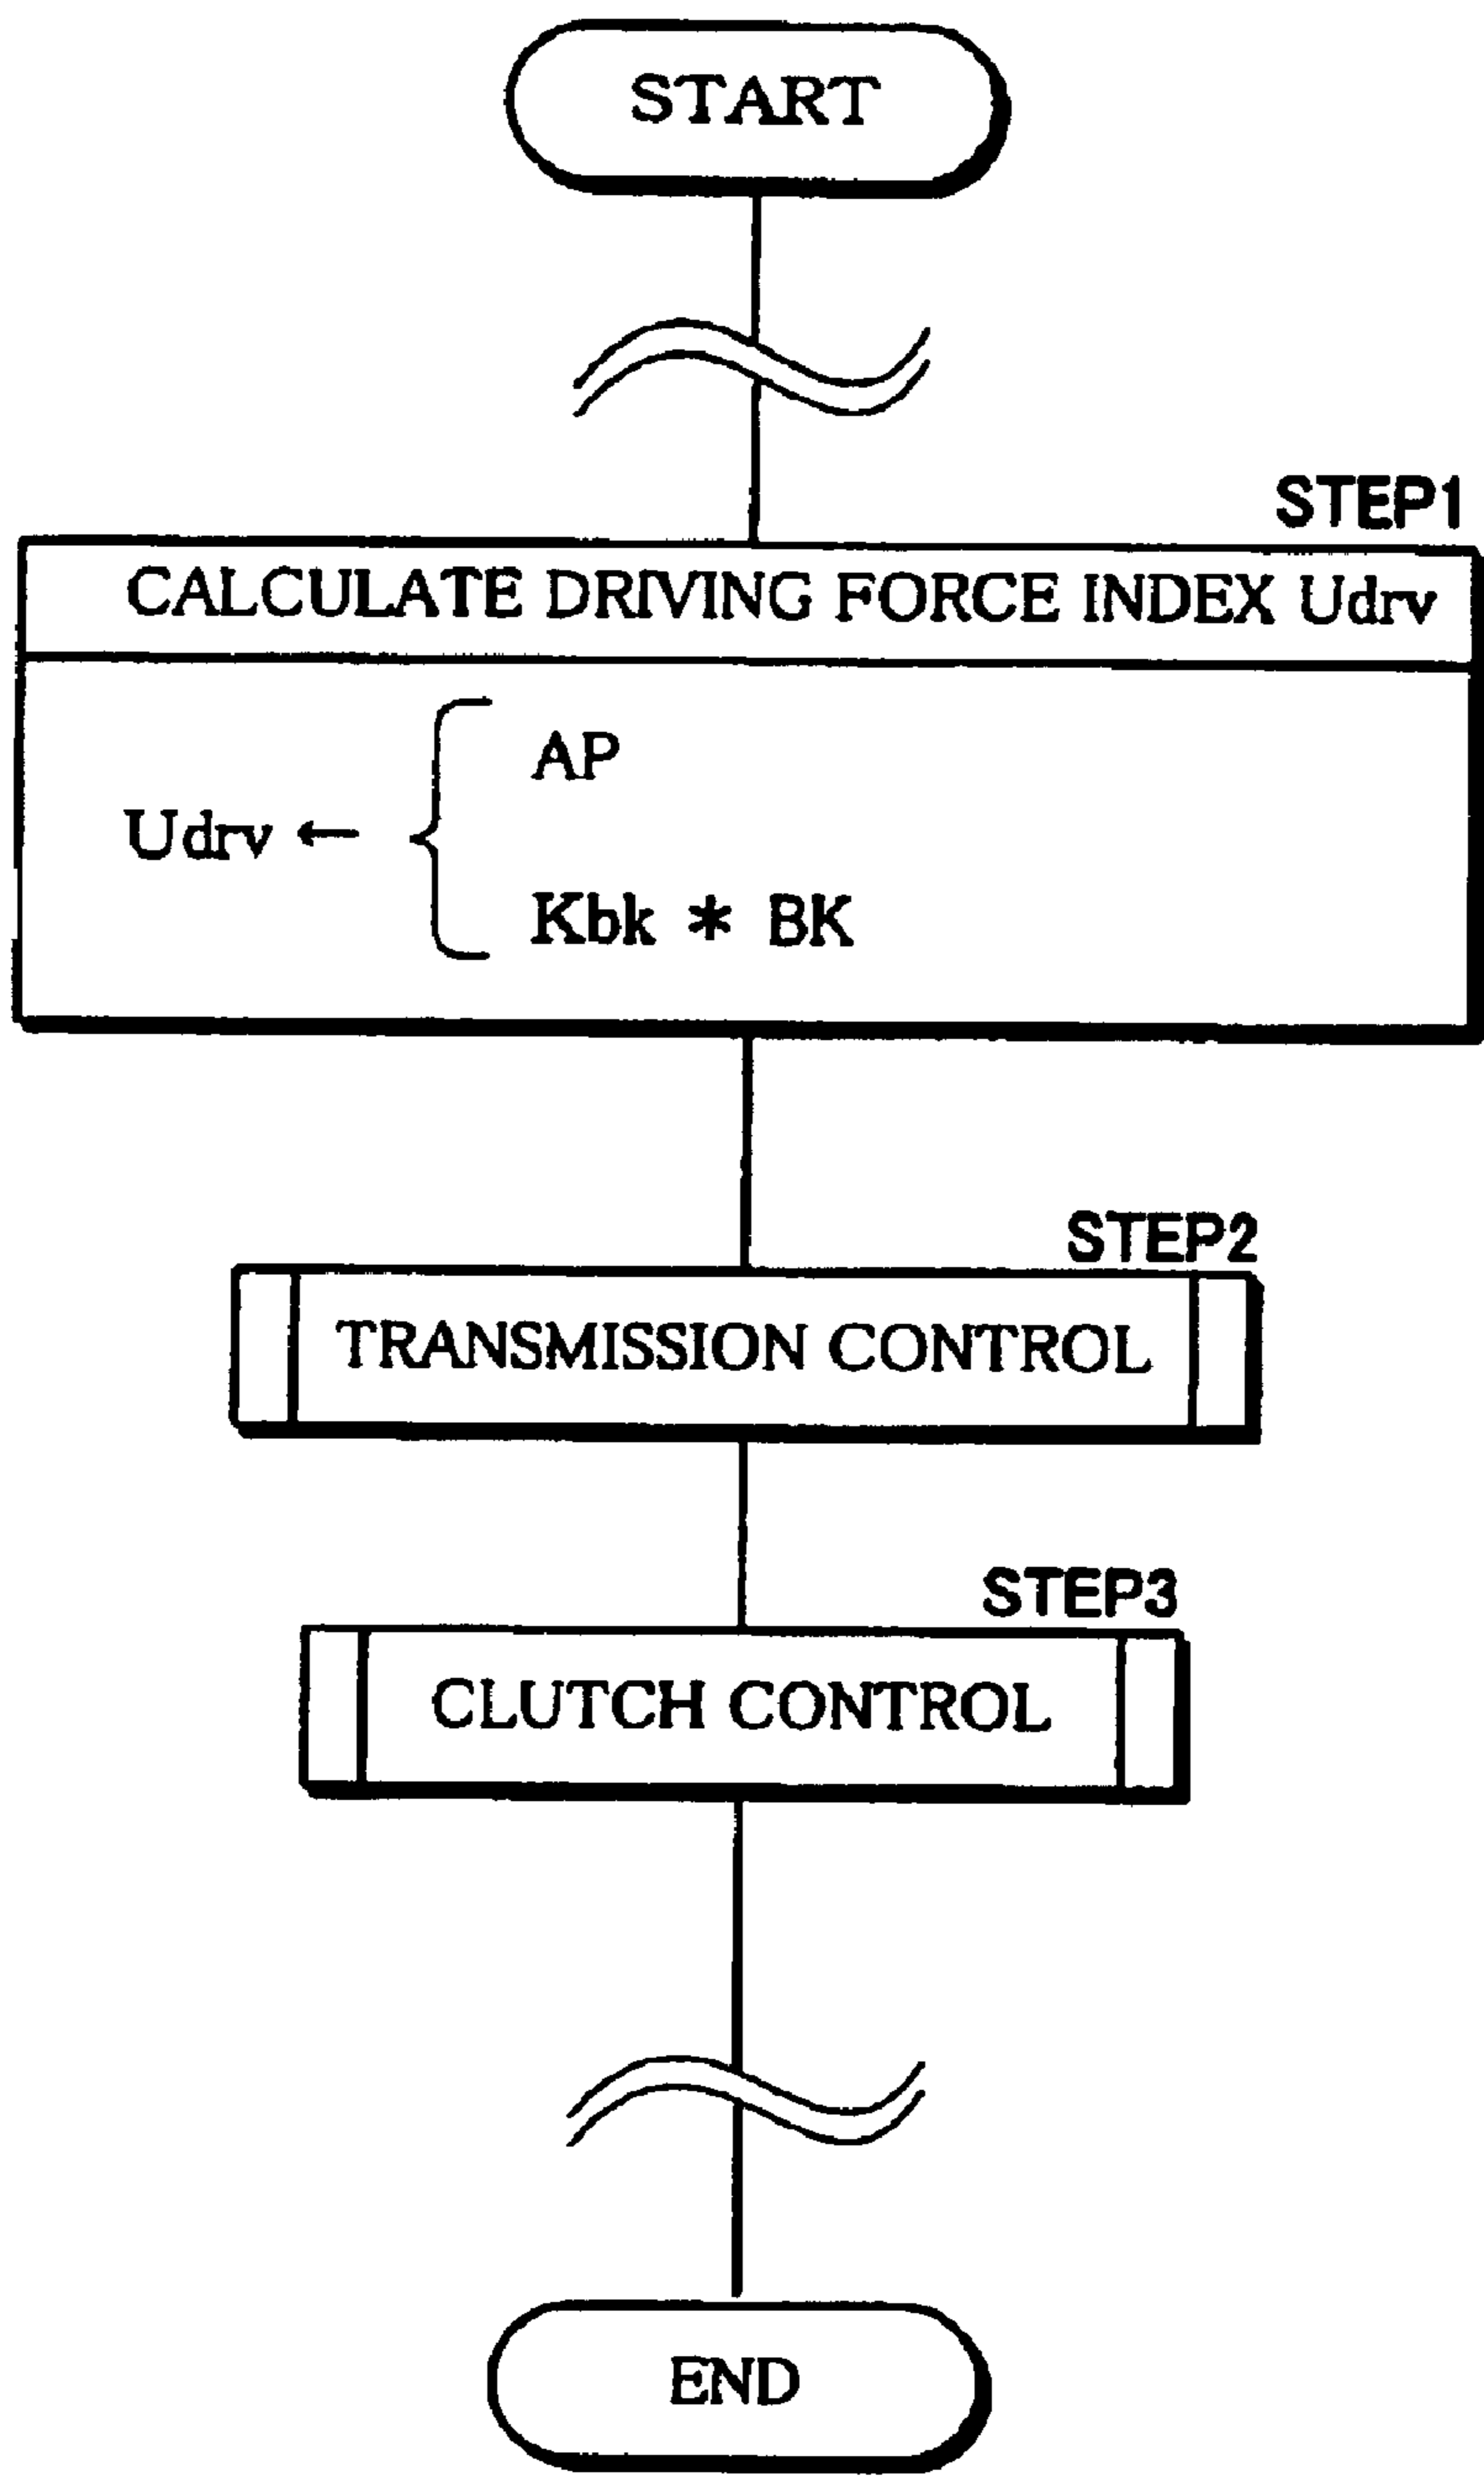 START
STEP1
CALCULATE DRIVING FORCE INDEX Udrv
AP
Udrv ←
Kbk * BK
STEP2
TRANSMISSION CONTROL
STEP3
CLUTCH CONTROL
END